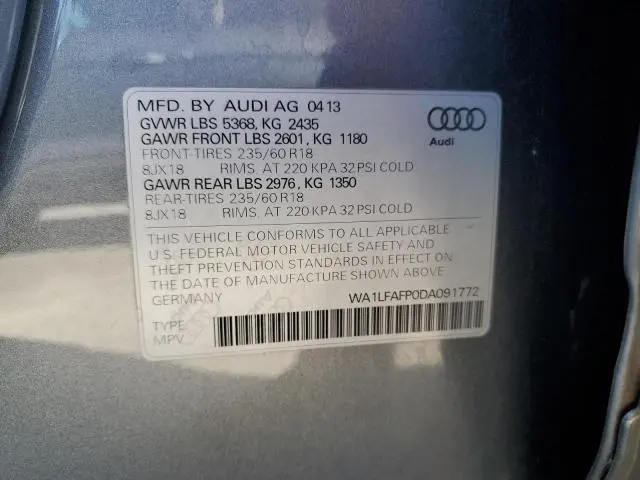 MFD. BY AUDI AG 04 13
GVWR LBS 5368, KG 2435
GAWR FRONT LBS 2601, KG 1180
FRONT-TIRES 235/60 R18
8JX18 RIMS, AT 220 KPA 32 PSI COLD
GAWR REAR LBS 2976, KG 1350
REAR-TIRES 235/60 R18
8JX18 RIMS, AT 220 KPA 32 PSI COLD
Audi
THIS VEHICLE CONFORMS TO ALL APPLICABLE
U.S. FEDERAL MOTOR VEHICLE SAFETY AND
THEFT PREVENTION STANDARDS IN EFFECT ON
THE DATE OF MANUFACTURE SHOWN ABOVE.
GERMANY WA1LFAFP0DA091772
TYPE
MPV